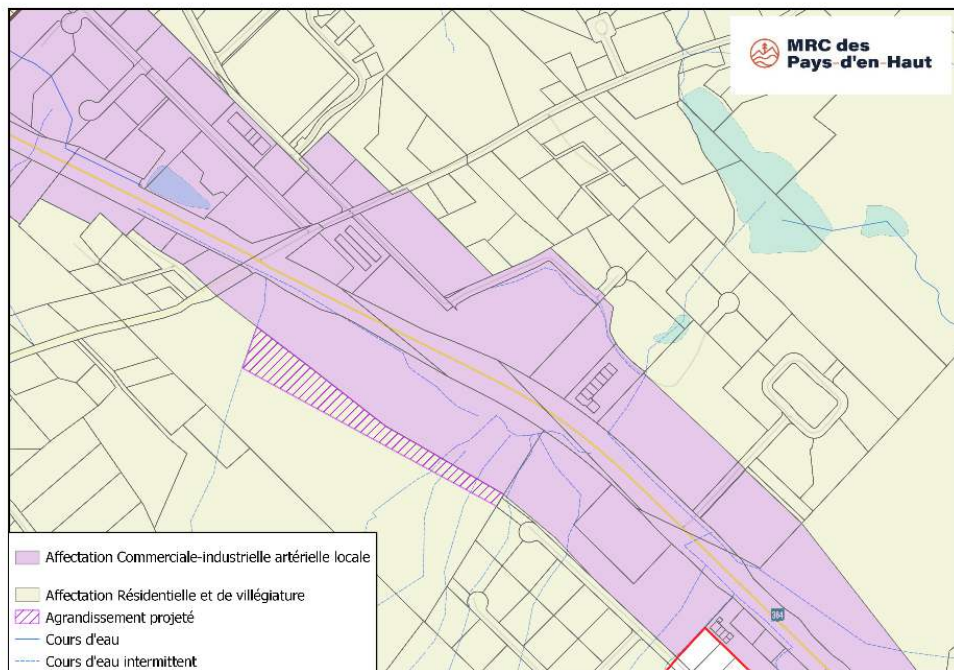 MRC des
Pays-d'en-Haut
Affectation Commerciale-industrielle artérielle locale
Affectation Résidentielle et de villégiature
Agrandissement projeté
Cours d'eau
Cours d'eau intermittent
364